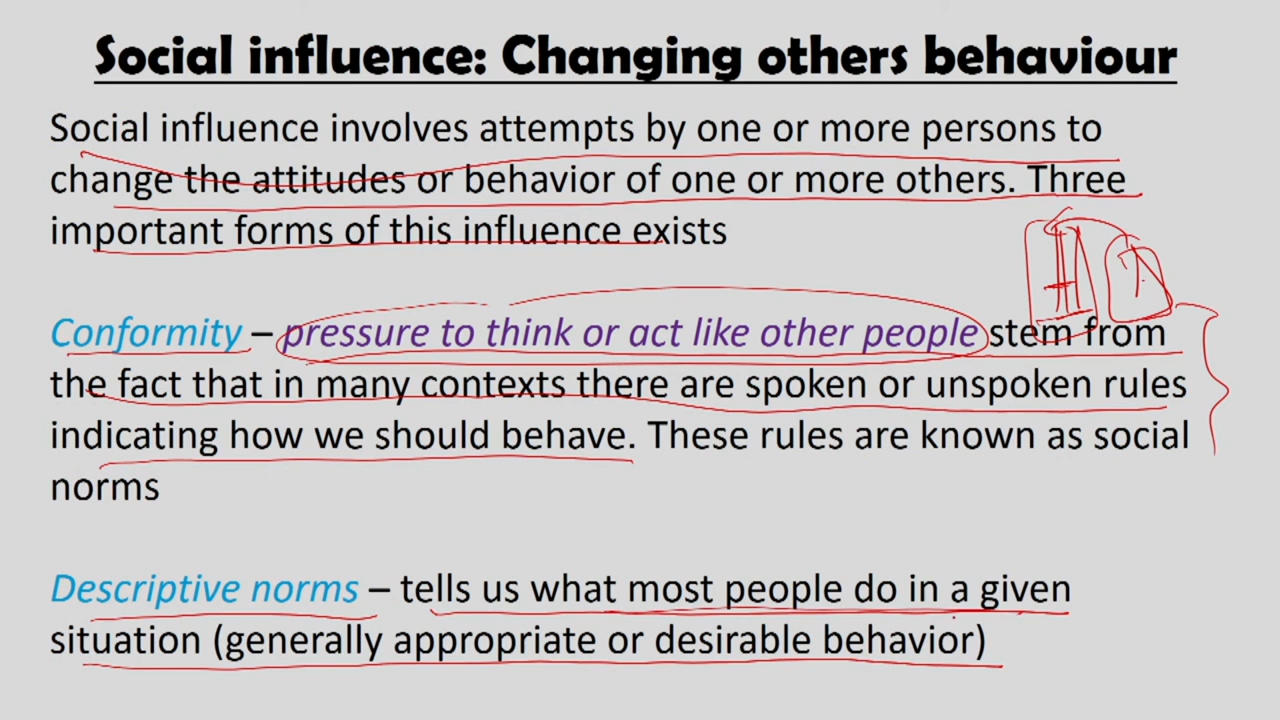 Social influence: Changing others behaviour
Social influence involves attempts by one or more persons to
change the attitudes or behavior of one or more others. Three
important forms of this influence exists
Conformity – pressure to think or act like other people stem from
the fact that in many contexts there are spoken or unspoken rules
indicating how we should behave. These rules are known as social
norms
Descriptive norms – tells us what most people do in a given
situation (generally appropriate or desirable behavior)